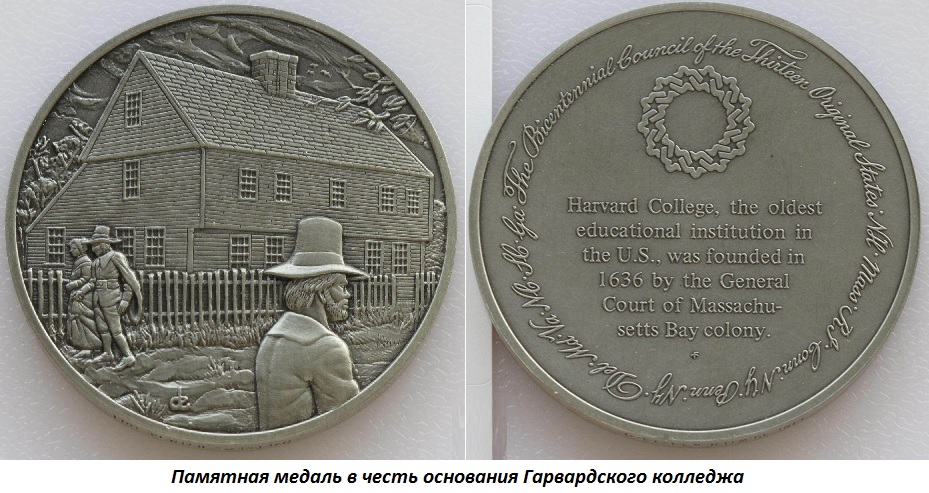 The Bicentennial Council of the Thirteen Original States · N.H. · Mass · R.I. · Conn · N.J. · Penn · N.Y. · Del · Md · Va · N.C. · S.C. · Ga ·
Harvard College, the oldest
educational institution in
the U.S., was founded in
1636 by the General
Court of Massachu-
setts Bay colony.
Памятная медаль в честь основания Гарвардского колледжа